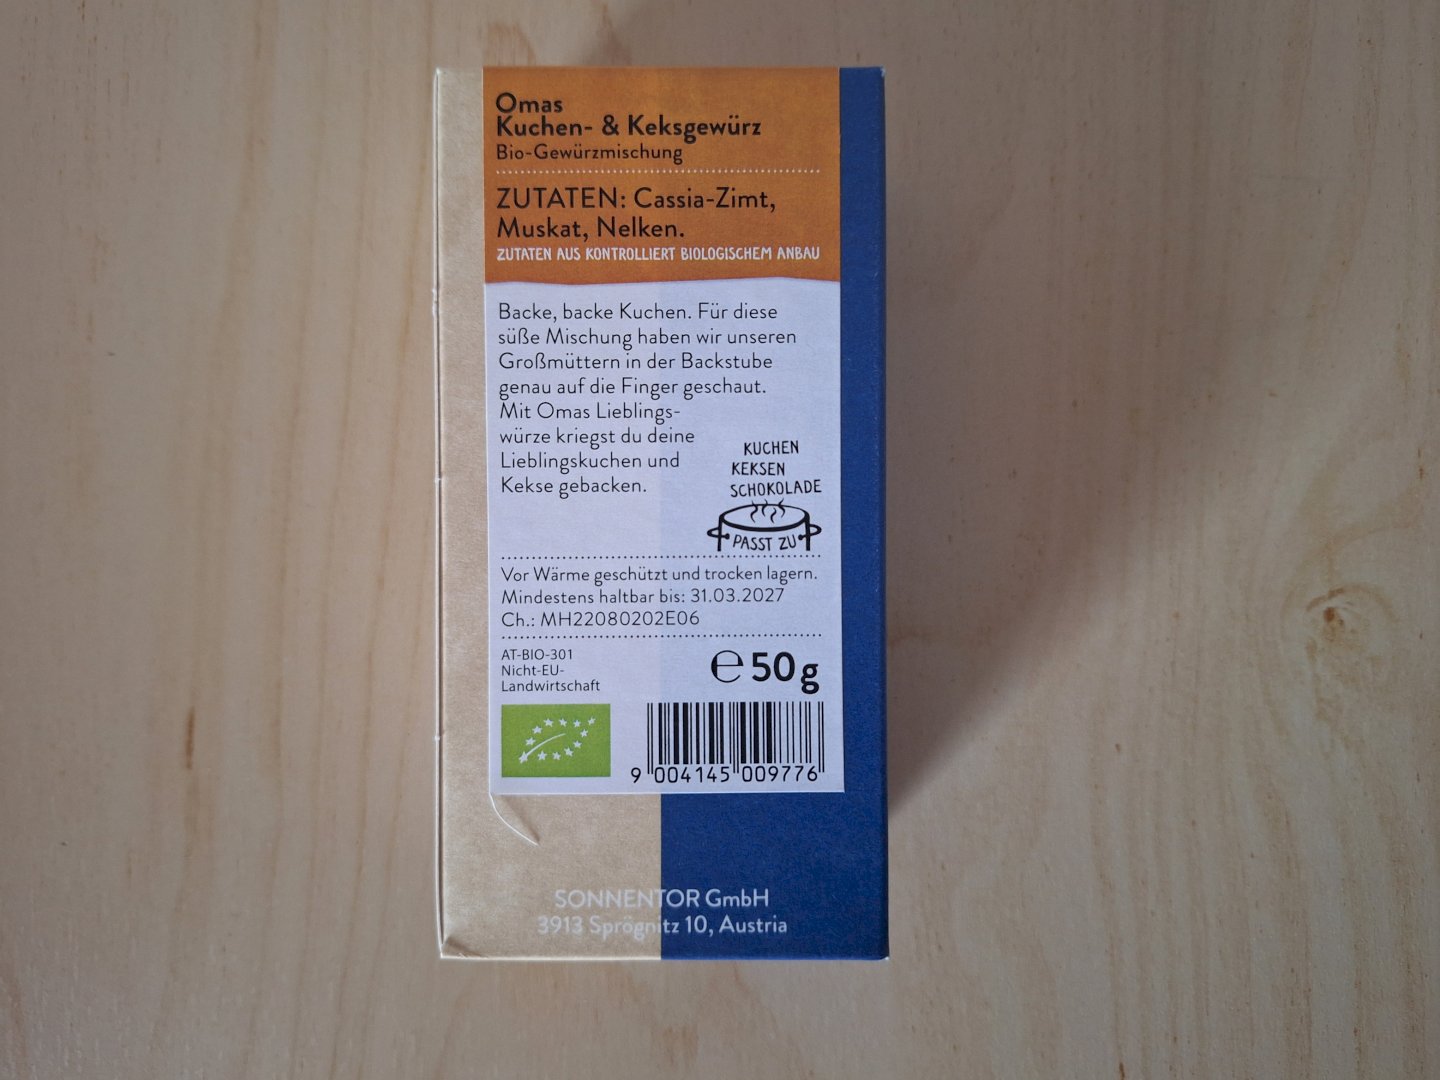 Omas
Kuchen- & Keksgewürz
Bio-Gewürzmischung
ZUTATEN: Cassia-Zimt,
Muskat, Nelken.
ZUTATEN AUS KONTROLLIERT BIOLOGISCHEM ANBAU
Backe, backe Kuchen. Für diese
süße Mischung haben wir unseren
Großmüttern in der Backstube
genau auf die Finger geschaut.
Mit Omas Lieblings-
würze kriegst du deine
Lieblingskuchen und
Kekse gebacken.
KUCHEN
KEKSEN
SCHOKOLADE
PASST ZU
Vor Wärme geschützt und trocken lagern.
Mindestens haltbar bis: 31.03.2027
Ch.: MH22080202E06
AT-BIO-301
Nicht-EU-
Landwirtschaft
℮ 50 g
9 004145 009776
SONNENTOR GmbH
3913 Sprögnitz 10, Austria